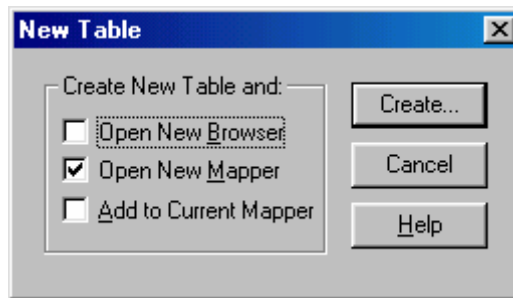 New Table
Create New Table and:
Open New Browser
Open New Mapper
Add to Current Mapper
Create...
Cancel
Help